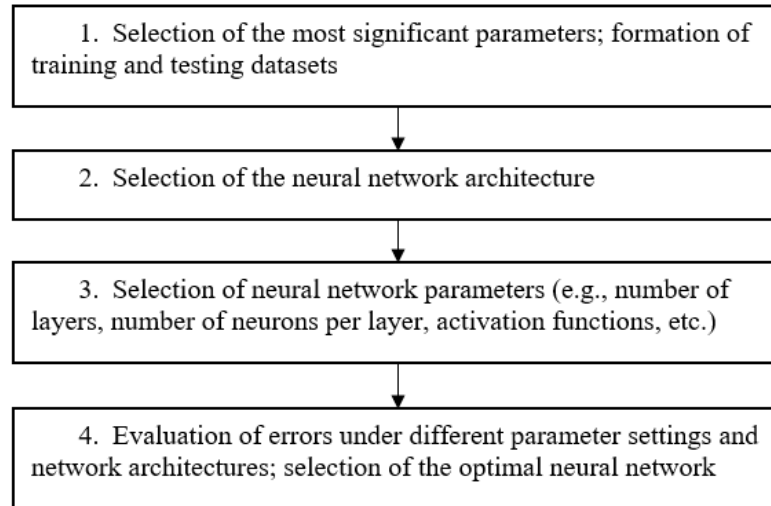 1. Selection of the most significant parameters; formation of
training and testing datasets
2. Selection of the neural network architecture
3. Selection of neural network parameters (e.g., number of
layers, number of neurons per layer, activation functions, etc.)
4. Evaluation of errors under different parameter settings and
network architectures; selection of the optimal neural network